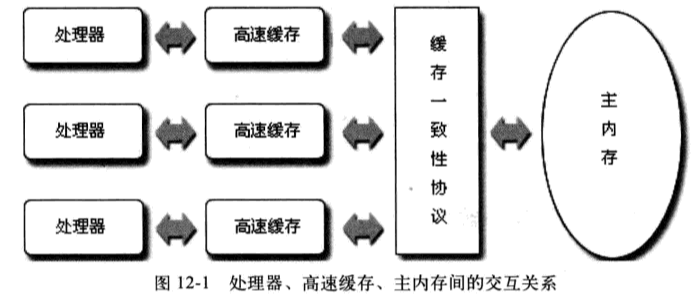 处理器
高速缓存
处理器
高速缓存
处理器
高速缓存
缓存一致性协议
主内存
图 12-1 处理器、高速缓存、主内存间的交互关系